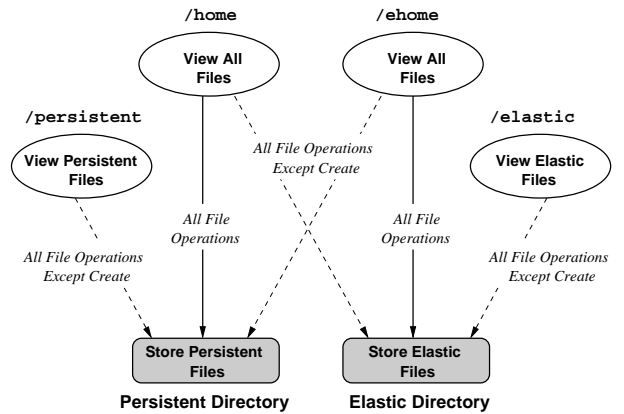 /home
/ehome
View All
Files
View All
Files
/persistent
/elastic
View Persistent
Files
View Elastic
Files
All File Operations
Except Create
All File
Operations
All File
Operations
All File Operations
Except Create
All File Operations
Except Create
Store Persistent
Files
Store Elastic
Files
Persistent Directory
Elastic Directory